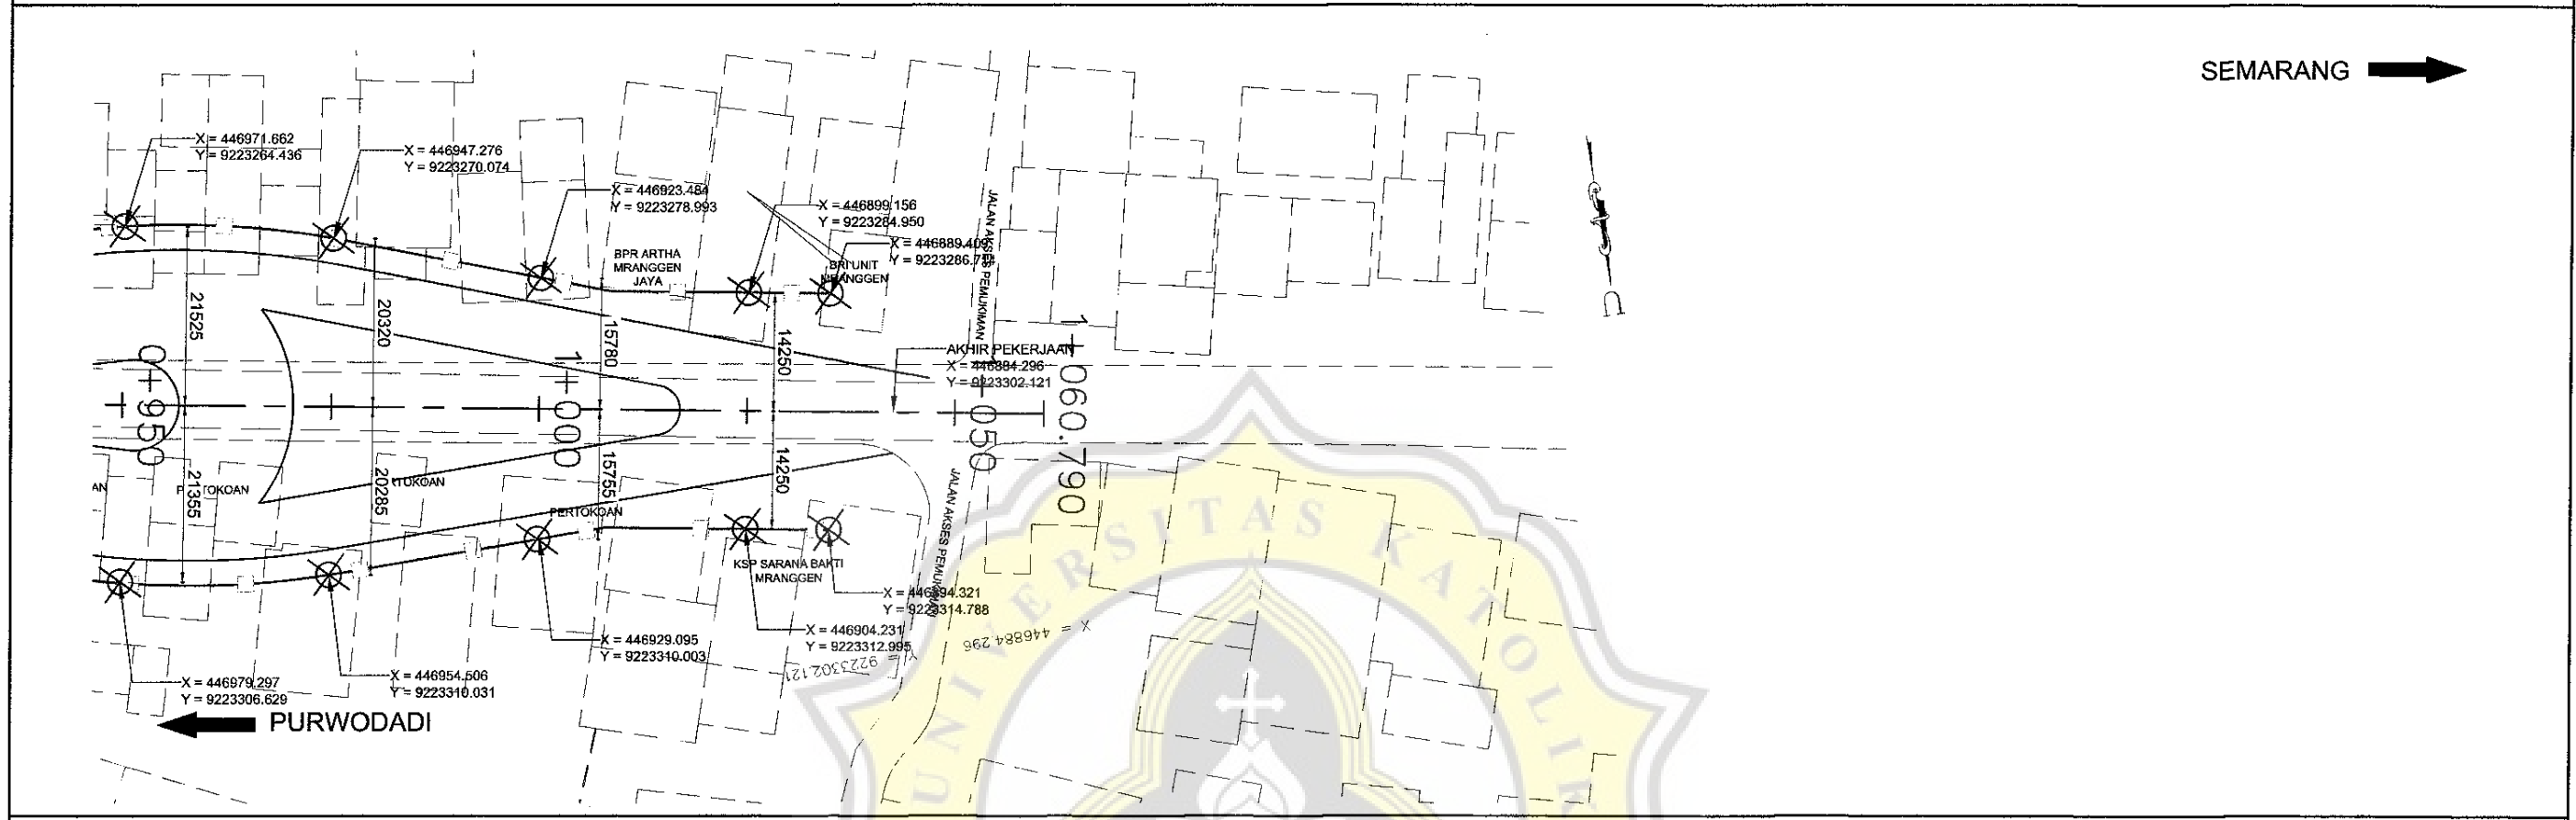 SEMARANG
X = 446971.662
Y = 9223264.436
X = 446947.276
Y = 9223270.074
X = 446923.484
Y = 9223278.993
X = 446899.156
Y = 9223284.950
X = 446889.409
BPR ARTHA
MRANGGEN
JAYA
BRI UNIT
MRANGGEN
JALAN AKSES PEMUKIMAN
21525
20320
15780
14250
AKHIR PEKERJAAN
X = 446884.296
Y = 9223302.121
0+950
1+000
1+050
1+060.790
21355
20285
15755
14250
PERTOKOAN
JALAN AKSES PEMUKIMAN
KSP SARANA BAKTI
MRANGGEN
X = 446894.321
Y = 9223314.788
X = 446904.231
Y = 9223312.995
X = 446884.296
Y = 9223302.121
X = 446929.095
Y = 9223310.003
X = 446954.506
Y = 9223310.031
X = 446979.297
Y = 9223306.629
PURWODADI
UNIVERSITAS KATOLIK